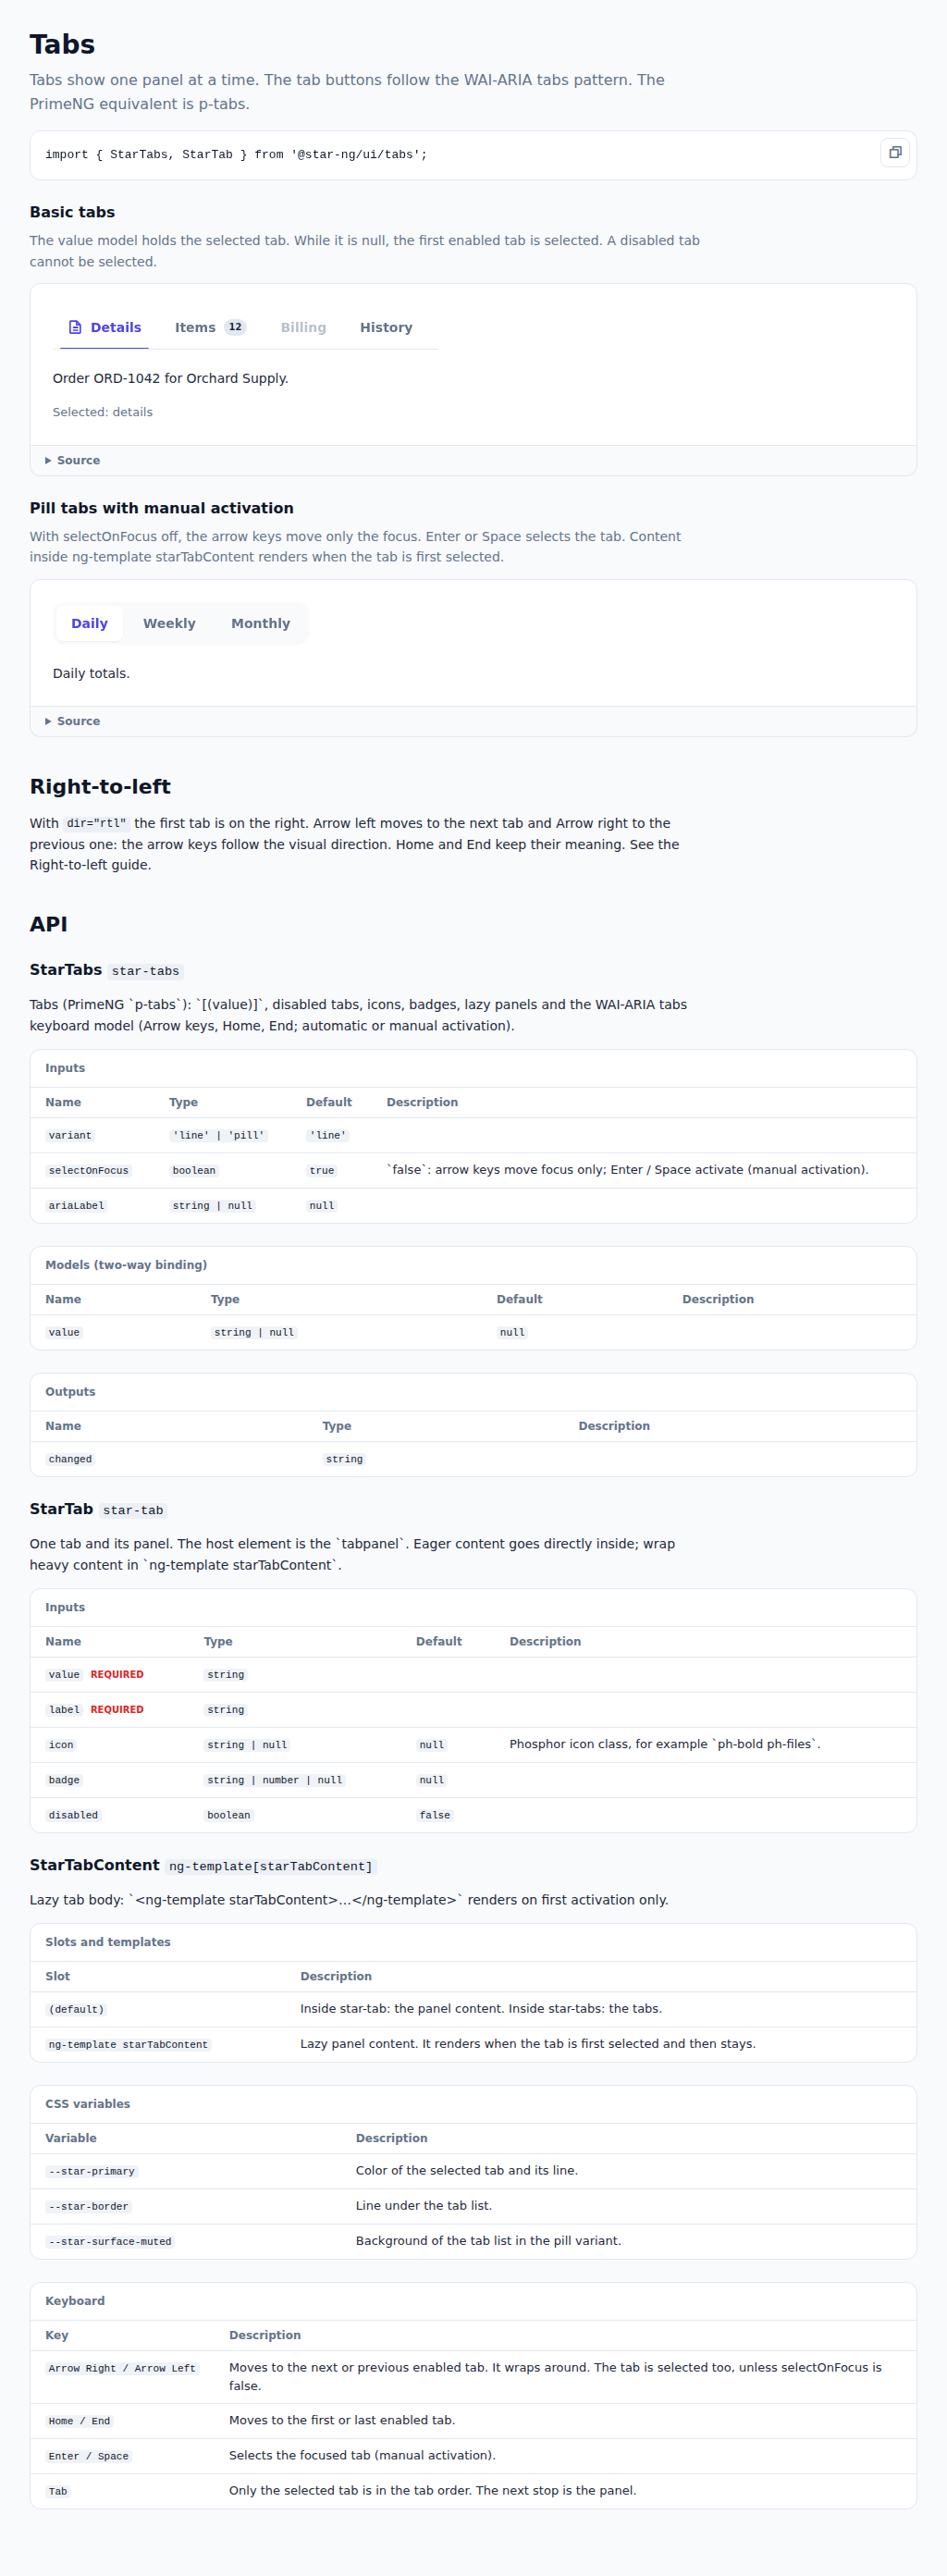 Tabs
Tabs show one panel at a time. The tab buttons follow the WAI-ARIA tabs pattern. The
PrimeNG equivalent is p-tabs.
import { StarTabs, StarTab } from '@star-ng/ui/tabs';
Basic tabs
The value model holds the selected tab. While it is null, the first enabled tab is selected. A disabled tab
cannot be selected.
Details Items 12 Billing History
Order ORD-1042 for Orchard Supply.
Selected: details
Source
Pill tabs with manual activation
With selectOnFocus off, the arrow keys move only the focus. Enter or Space selects the tab. Content
inside ng-template starTabContent renders when the tab is first selected.
Daily Weekly Monthly
Daily totals.
Source
Right-to-left
With dir="rtl" the first tab is on the right. Arrow left moves to the next tab and Arrow right to the
previous one: the arrow keys follow the visual direction. Home and End keep their meaning. See the
Right-to-left guide.
API
StarTabs star-tabs
Tabs (PrimeNG `p-tabs`): `[(value)]`, disabled tabs, icons, badges, lazy panels and the WAI-ARIA tabs
keyboard model (Arrow keys, Home, End; automatic or manual activation).
Inputs
Name Type Default Description
variant 'line' | 'pill' 'line'
selectOnFocus boolean true `false`: arrow keys move focus only; Enter / Space activate (manual activation).
ariaLabel string | null null
Models (two-way binding)
Name Type Default Description
value string | null null
Outputs
Name Type Description
changed string
StarTab star-tab
One tab and its panel. The host element is the `tabpanel`. Eager content goes directly inside; wrap
heavy content in `ng-template starTabContent`.
Inputs
Name Type Default Description
value REQUIRED string
label REQUIRED string
icon string | null null Phosphor icon class, for example `ph-bold ph-files`.
badge string | number | null null
disabled boolean false
StarTabContent ng-template[starTabContent]
Lazy tab body: `<ng-template starTabContent>…</ng-template>` renders on first activation only.
Slots and templates
Slot Description
(default) Inside star-tab: the panel content. Inside star-tabs: the tabs.
ng-template starTabContent Lazy panel content. It renders when the tab is first selected and then stays.
CSS variables
Variable Description
--star-primary Color of the selected tab and its line.
--star-border Line under the tab list.
--star-surface-muted Background of the tab list in the pill variant.
Keyboard
Key Description
Arrow Right / Arrow Left Moves to the next or previous enabled tab. It wraps around. The tab is selected too, unless selectOnFocus is
false.
Home / End Moves to the first or last enabled tab.
Enter / Space Selects the focused tab (manual activation).
Tab Only the selected tab is in the tab order. The next stop is the panel.